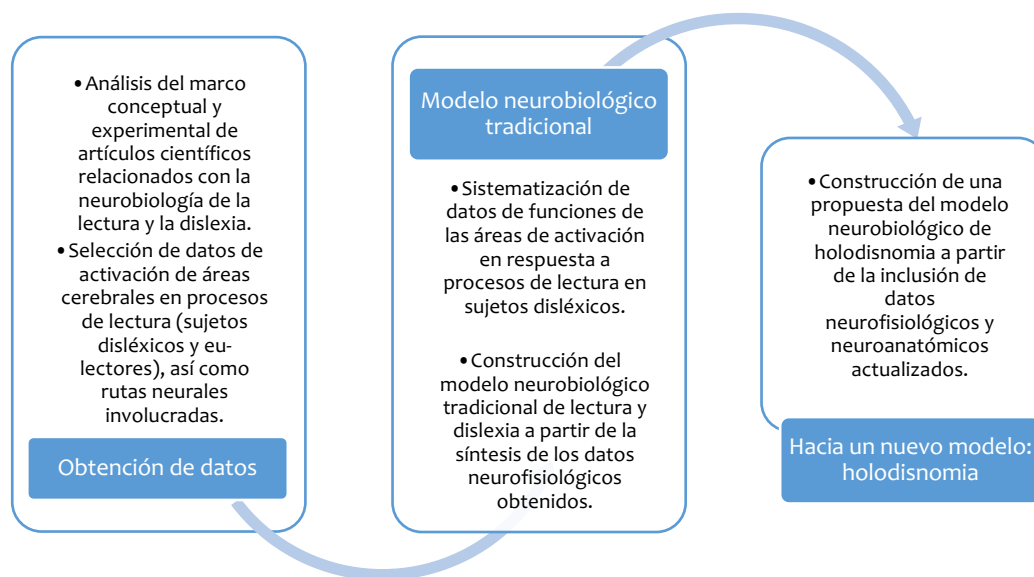 •Análisis del marco
conceptual y
experimental de
artículos científicos
relacionados con la
neurobiología de la
lectura y la dislexia.
•Selección de datos de
activación de áreas
cerebrales en procesos
de lectura (sujetos
disléxicos y eu-
lectores), así como
rutas neurales
involucradas.
Obtención de datos
Modelo neurobiológico
tradicional
•Sistematización de
datos de funciones de
las áreas de activación
en respuesta a
procesos de lectura en
sujetos disléxicos.
•Construcción del
modelo neurobiológico
tradicional de lectura y
dislexia a partir de la
síntesis de los datos
neurofisiológicos
obtenidos.
•Construcción de una
propuesta del modelo
neurobiológico de
holodisnomia a partir
de la inclusión de
datos
neurofisiológicos y
neuroanatómicos
actualizados.
Hacia un nuevo modelo:
holodisnomia